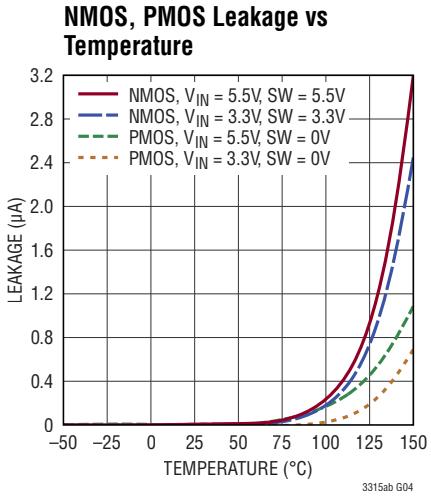 NMOS, PMOS Leakage vs
Temperature
3.2
2.8
2.4
2.0
1.6
1.2
0.8
0.4
0
LEAKAGE (µA)
NMOS, VIN = 5.5V, SW = 5.5V
NMOS, VIN = 3.3V, SW = 3.3V
PMOS, VIN = 5.5V, SW = 0V
PMOS, VIN = 3.3V, SW = 0V
–50 –25 0 25 50 75 100 125 150
TEMPERATURE (°C)
3315ab G04